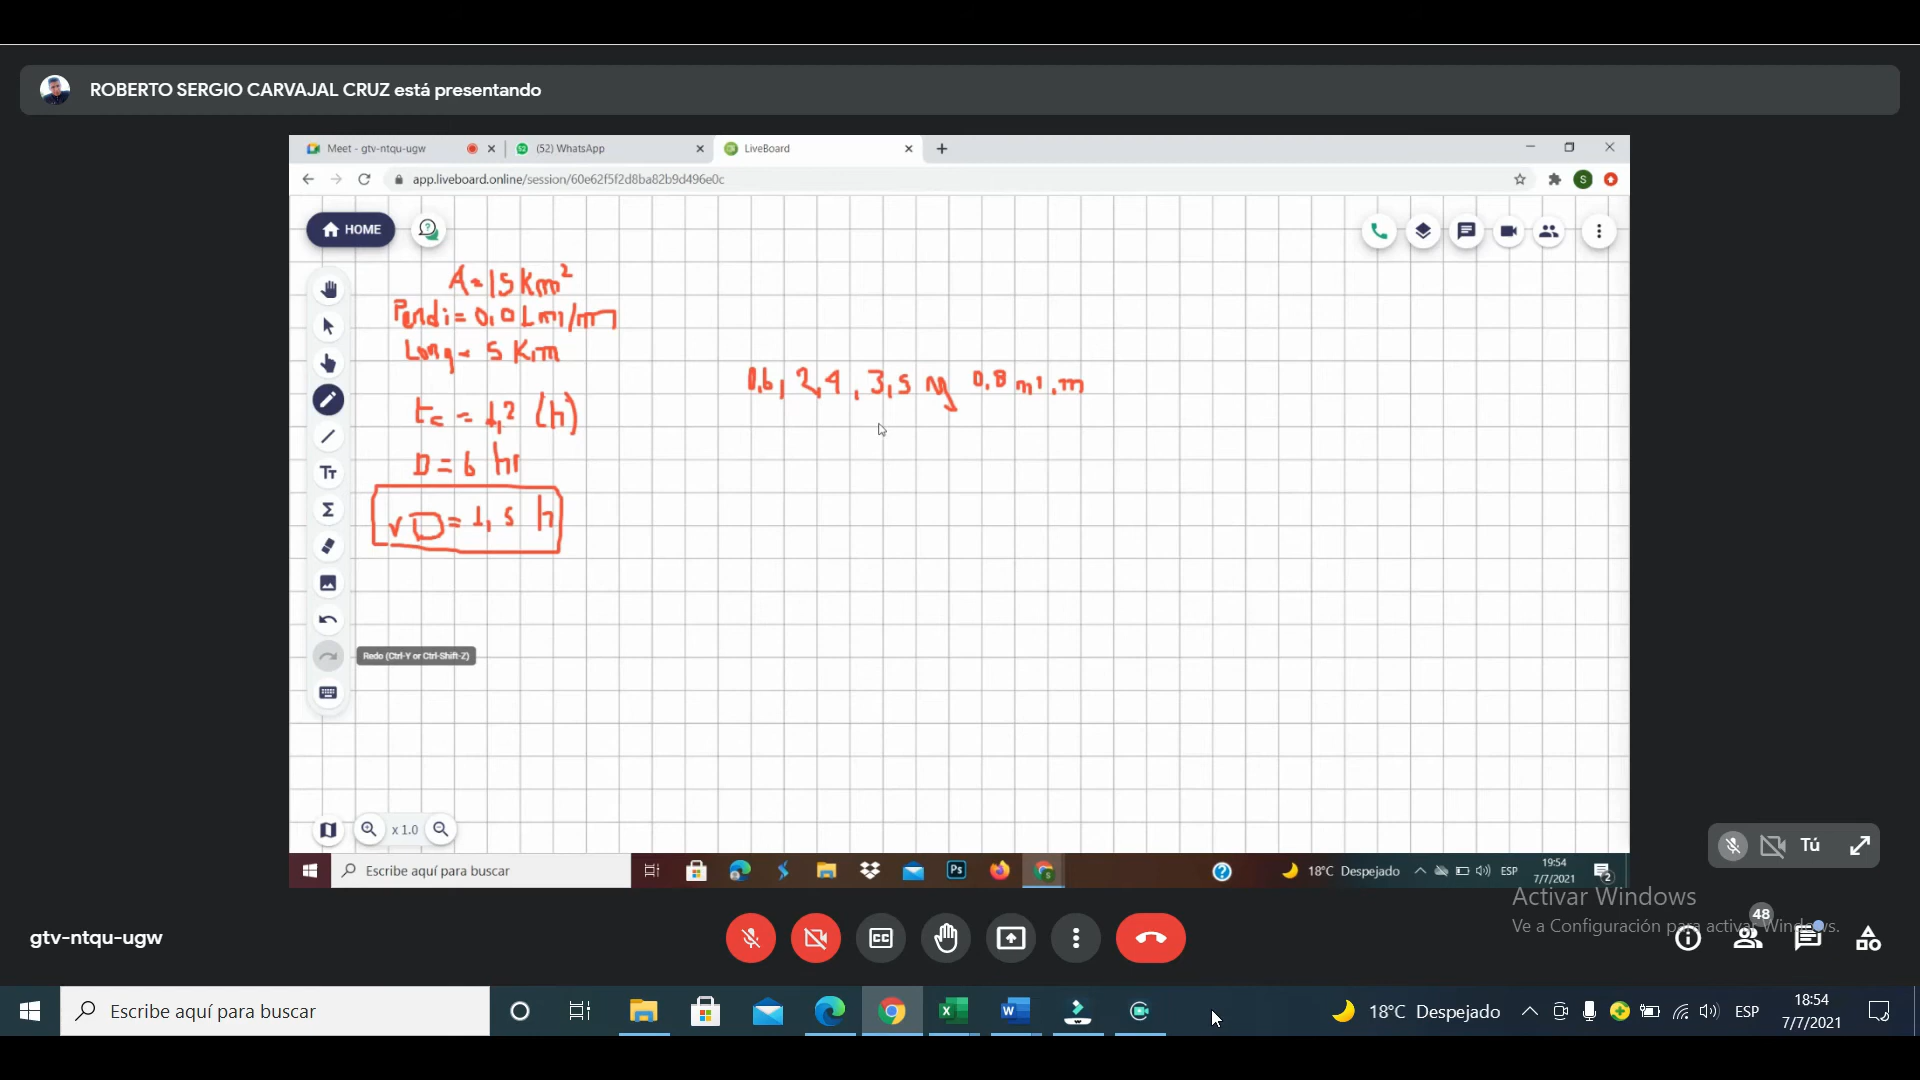 ROBERTO SERGIO CARVAJAL CRUZ está presentando
Meet - gtv-ntqu-ugw
(52) WhatsApp
LiveBoard
app.liveboard.online/session/60e62f5f2d8ba82b9d496e0c
S
HOME
A=15Km²
Pendi=0,01 m/m
Long= 5 Km
0,6, 2,4, 3,5 y 0,8 m.m
tc = 1,2 (h)
D = 6 hr
= 1,5 h
Tт
Redo (Ctrl-Y or Ctrl-Shift-Z)
x 1.0
Tú
Escribe aquí para buscar
Ps
18°C Despejado
ESP
19:54
7/7/2021
2
Activar Windows
Ve a Configuración para activar Windows.
48
gtv-ntqu-ugw
Escribe aquí para buscar
18°C Despejado
ESP
18:54
7/7/2021